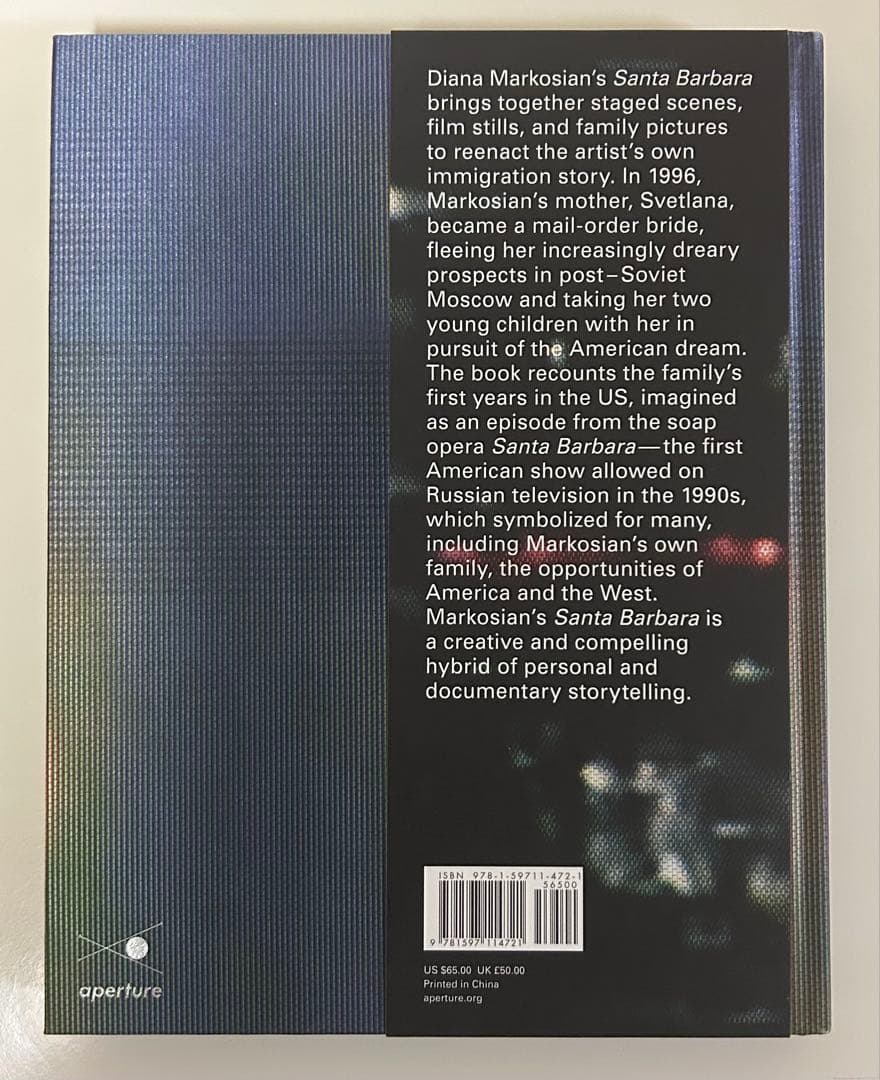 Diana Markosian's Santa Barbara
brings together staged scenes,
film stills, and family pictures
to reenact the artist's own
immigration story. In 1996,
Markosian's mother, Svetlana,
became a mail-order bride,
fleeing her increasingly dreary
prospects in post–Soviet
Moscow and taking her two
young children with her in
pursuit of the American dream.
The book recounts the family's
first years in the US, imagined
as an episode from the soap
opera Santa Barbara—the first
American show allowed on
Russian television in the 1990s,
which symbolized for many,
including Markosian's own
family, the opportunities of
America and the West.
Markosian's Santa Barbara is
a creative and compelling
hybrid of personal and
documentary storytelling.
ISBN 978-1-59711-472-1
56500
9 781597 114721
US $65.00 UK £50.00
Printed in China
aperture.org
aperture